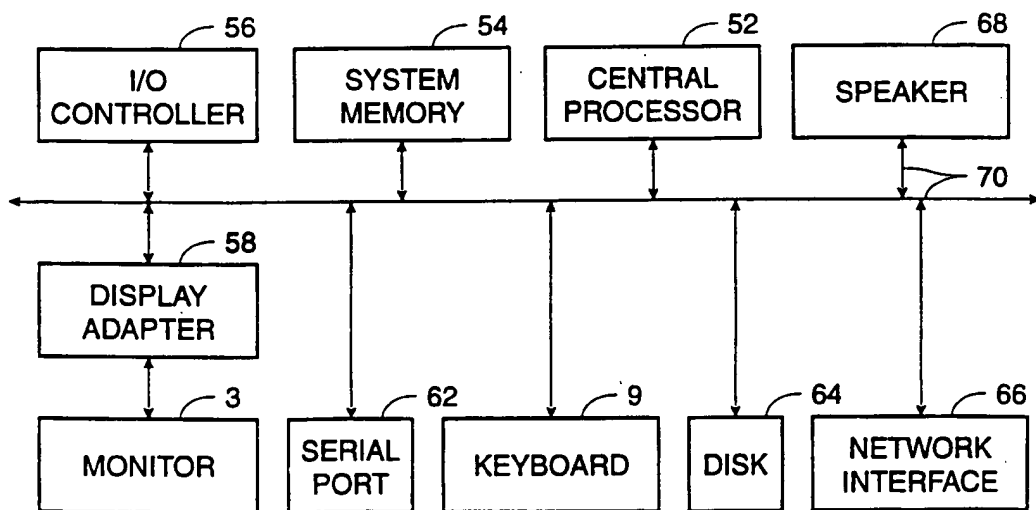 56
54
52
68
I/O
CONTROLLER
SYSTEM
MEMORY
CENTRAL
PROCESSOR
SPEAKER
70
58
DISPLAY
ADAPTER
3
62
9
64
66
MONITOR
SERIAL
PORT
KEYBOARD
DISK
NETWORK
INTERFACE